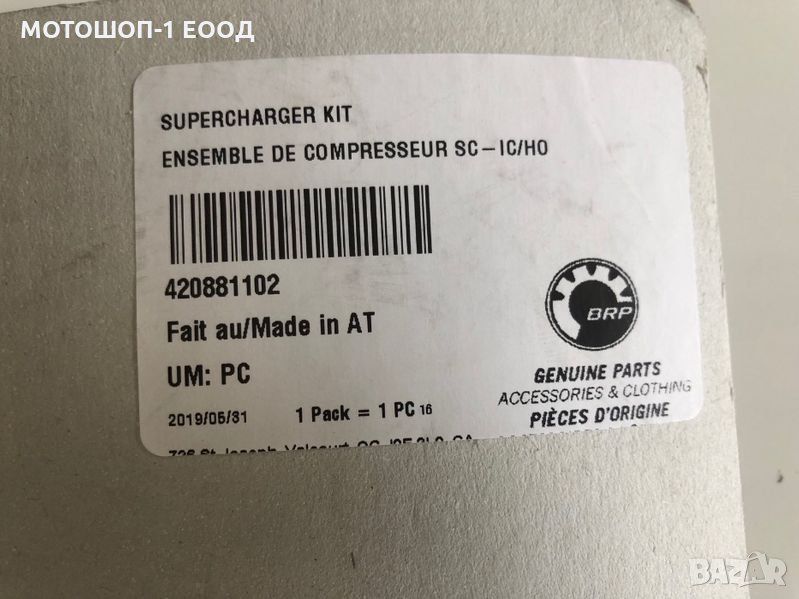 МОТОШОП-1 ЕООД
SUPERCHARGER KIT
ENSEMBLE DE COMPRESSEUR SC-IC/HO
420881102
Fait au/Made in AT
UM: PC
2019/05/31 1 Pack = 1 PC 16
BRP
GENUINE PARTS
ACCESSORIES & CLOTHING
PIÈCES D'ORIGINE
BAZAR